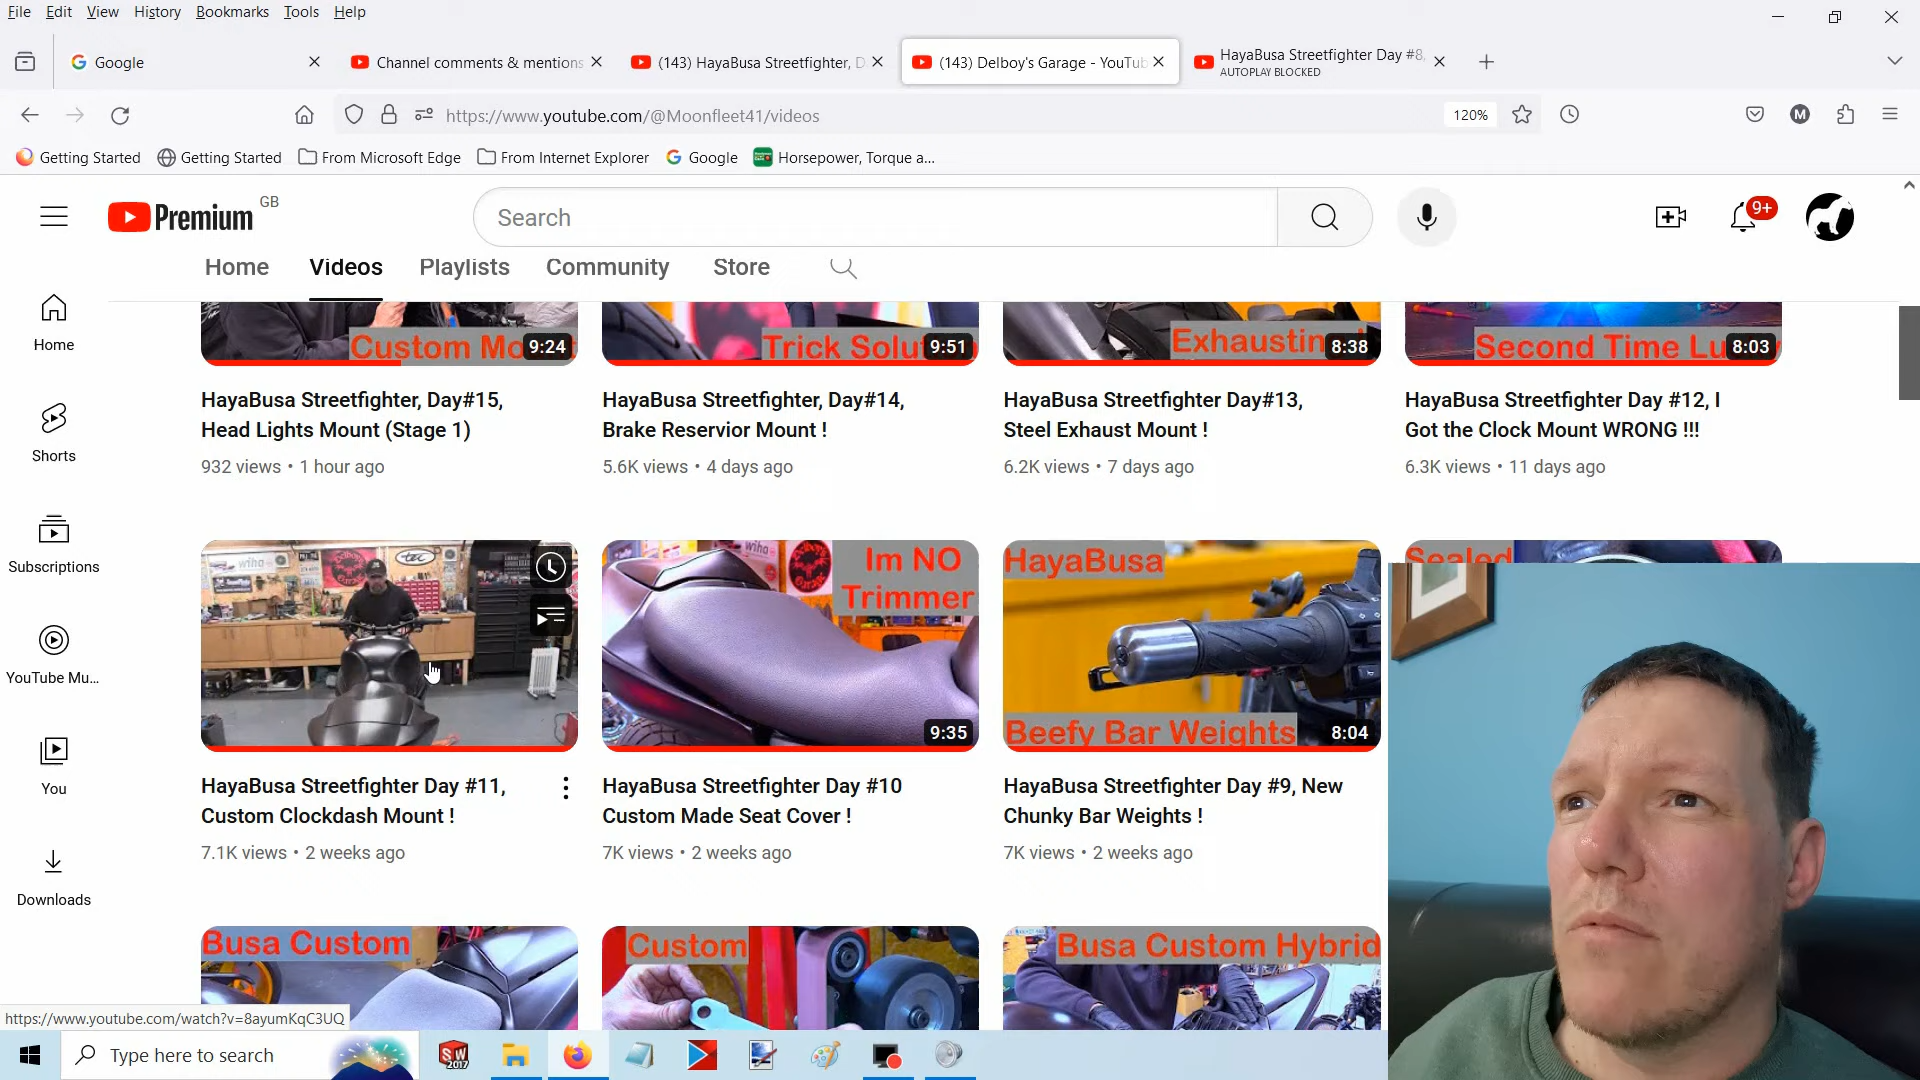 File Edit View History Bookmarks Tools Help
Google
Channel comments & mentions
(143) HayaBusa Streetfighter, D
(143) Delboy's Garage - YouTub
HayaBusa Streetfighter Day #8,
AUTOPLAY BLOCKED
https://www.youtube.com/@Moonfleet41/videos
120%
M
Getting Started
Getting Started
From Microsoft Edge
From Internet Explorer
Google
Horsepower, Torque a...
Premium GB
Search
9+
Home Videos Playlists Community Store
Home
Shorts
Subscriptions
YouTube Mu...
You
Downloads
Custom Mo
9:24
Trick Solu
9:51
Exhaustin
8:38
Second Time Lu
8:03
HayaBusa Streetfighter, Day#15,
Head Lights Mount (Stage 1)
932 views • 1 hour ago
HayaBusa Streetfighter, Day#14,
Brake Reservior Mount !
5.6K views • 4 days ago
HayaBusa Streetfighter Day#13,
Steel Exhaust Mount !
6.2K views • 7 days ago
HayaBusa Streetfighter Day #12, I
Got the Clock Mount WRONG !!!
6.3K views • 11 days ago
wiha
tec
wiha
Im NO
Trimmer
9:35
HayaBusa
Beefy Bar Weights
8:04
Sealed
HayaBusa Streetfighter Day #11,
Custom Clockdash Mount !
7.1K views • 2 weeks ago
HayaBusa Streetfighter Day #10
Custom Made Seat Cover !
7K views • 2 weeks ago
HayaBusa Streetfighter Day #9, New
Chunky Bar Weights !
7K views • 2 weeks ago
Busa Custom
Custom
Busa Custom Hybrid
https://www.youtube.com/watch?v=8ayumKqC3UQ
Type here to search
SW
2017